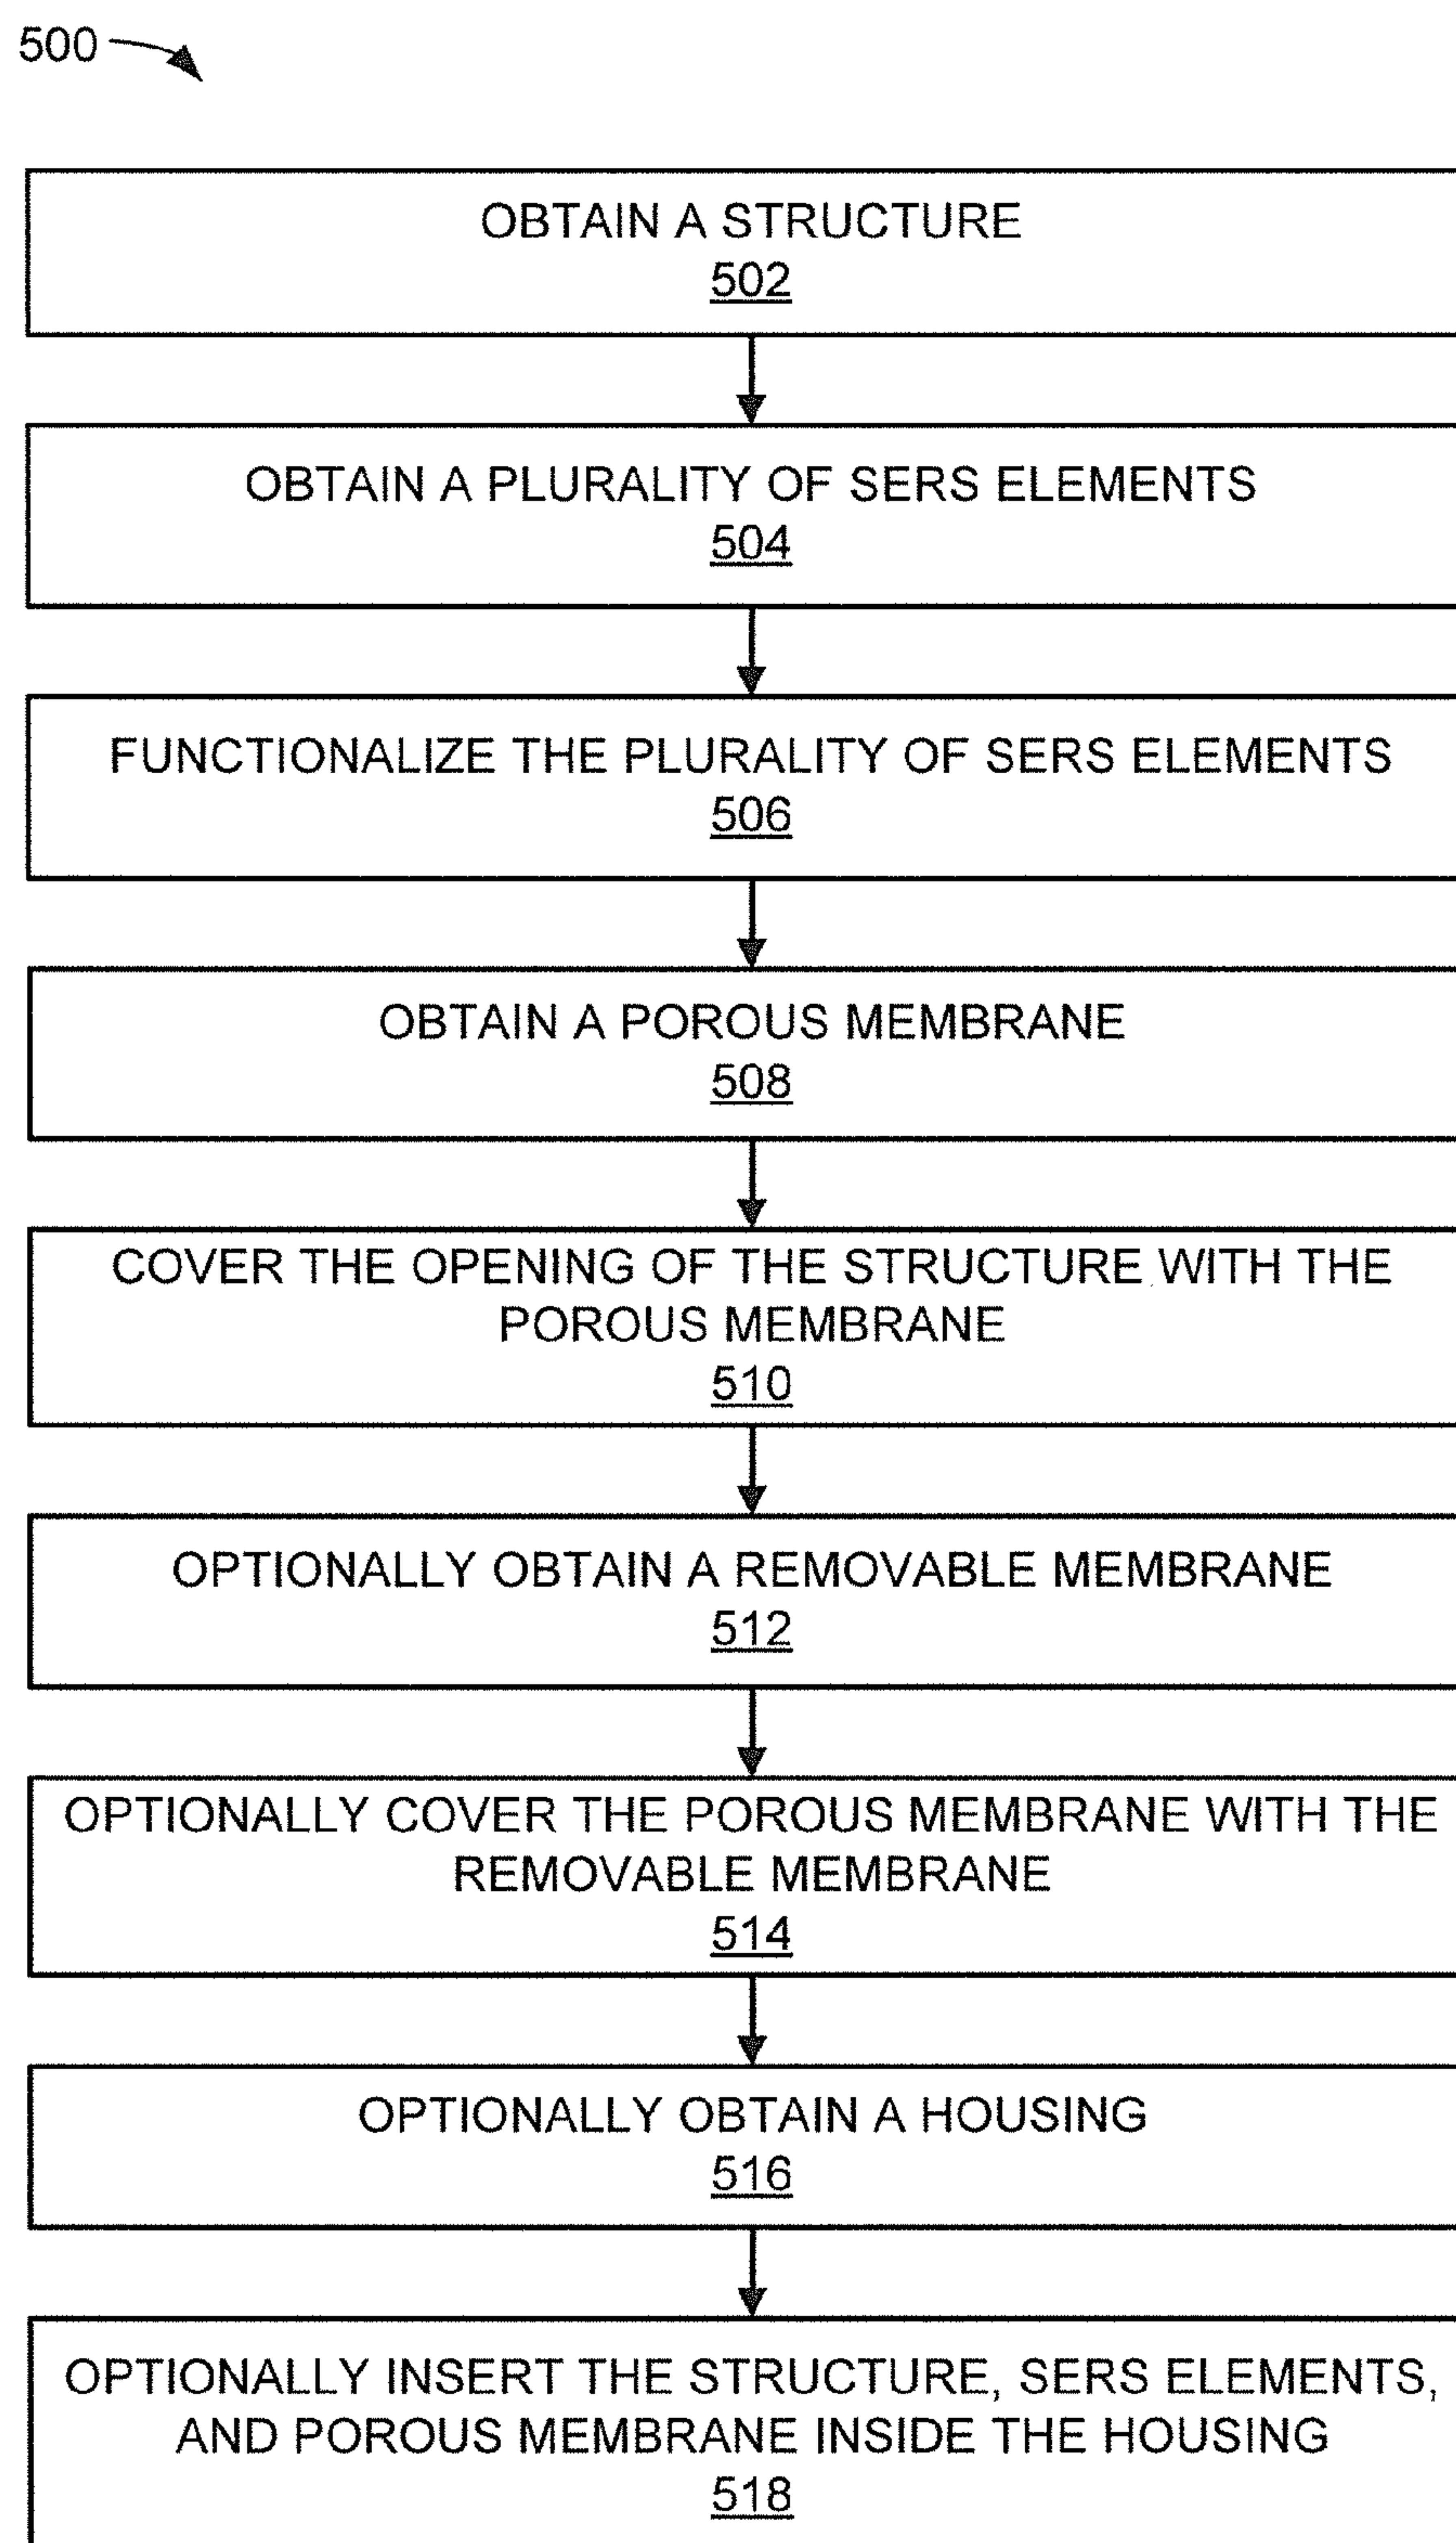 500
OBTAIN A STRUCTURE
502
OBTAIN A PLURALITY OF SERS ELEMENTS
504
FUNCTIONALIZE THE PLURALITY OF SERS ELEMENTS
506
OBTAIN A POROUS MEMBRANE
508
COVER THE OPENING OF THE STRUCTURE WITH THE
POROUS MEMBRANE
510
OPTIONALLY OBTAIN A REMOVABLE MEMBRANE
512
OPTIONALLY COVER THE POROUS MEMBRANE WITH THE
REMOVABLE MEMBRANE
514
OPTIONALLY OBTAIN A HOUSING
516
OPTIONALLY INSERT THE STRUCTURE, SERS ELEMENTS,
AND POROUS MEMBRANE INSIDE THE HOUSING
518